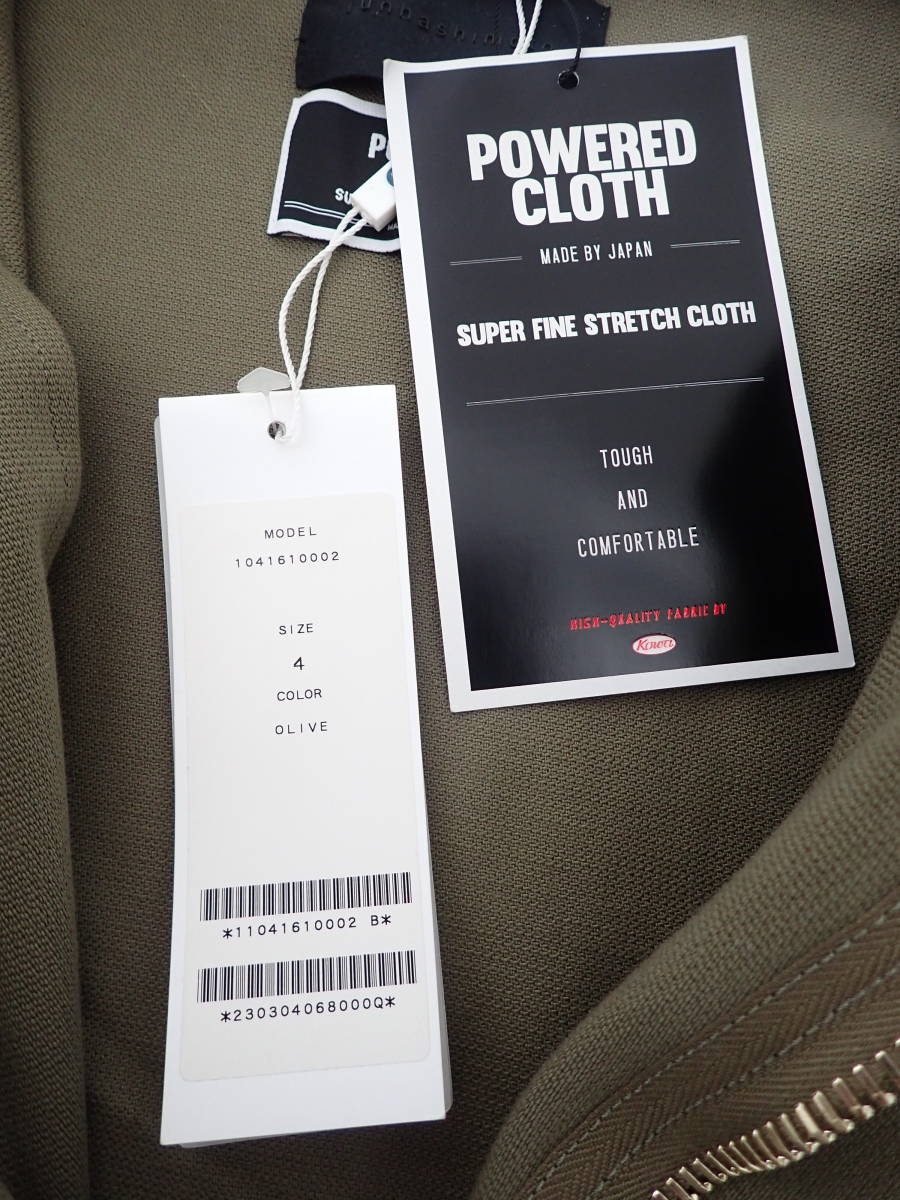 junhashimoto
POWERED
CLOTH
MADE BY JAPAN
SUPER FINE STRETCH CLOTH
TOUGH
AND
COMFORTABLE
HIGH-QUALITY FABRIC BY
Kowa
MODEL
1041610002
SIZE
4
COLOR
OLIVE
*11041610002 B*
*230304068000Q*